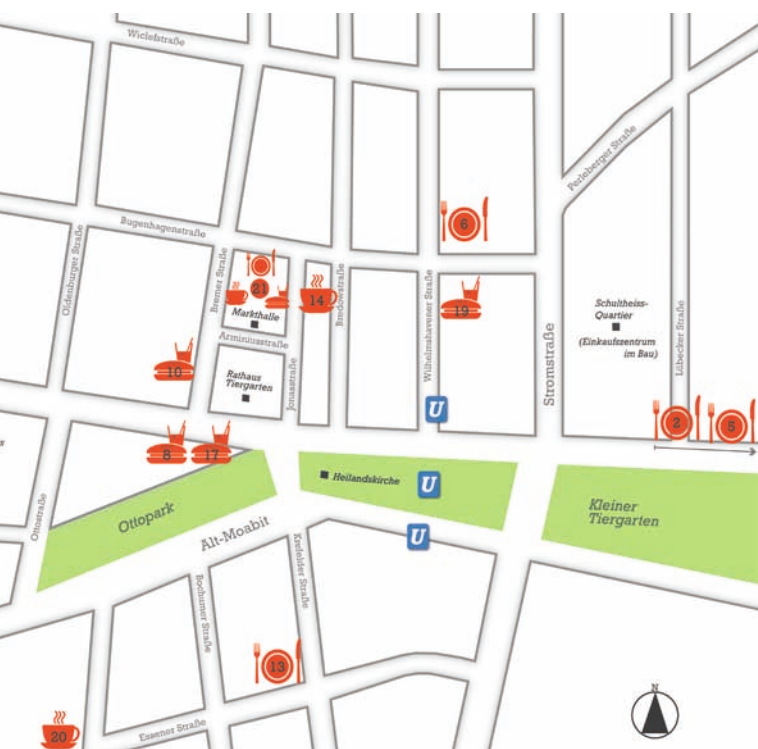 Wiclefstraße
Perleberger Straße
Bugenhagenstraße
6
Oldenburger Straße
Bremer Straße
21
14
Bredowstraße
Wilhelmshavener Straße
19
Markthalle
Schultheiss-
Quartier
(Einkaufszentrum
im Bau)
Lübecker Straße
Stromstraße
Arminiusstraße
10
Rathaus
Tiergarten
Jonasstraße
U
2
5
8
17
s
Heilandskirche
U
Ottostraße
Ottopark
Kleiner
Tiergarten
Alt-Moabit
U
Krefelder Straße
Bochumer Straße
13
N
Essener Straße
20